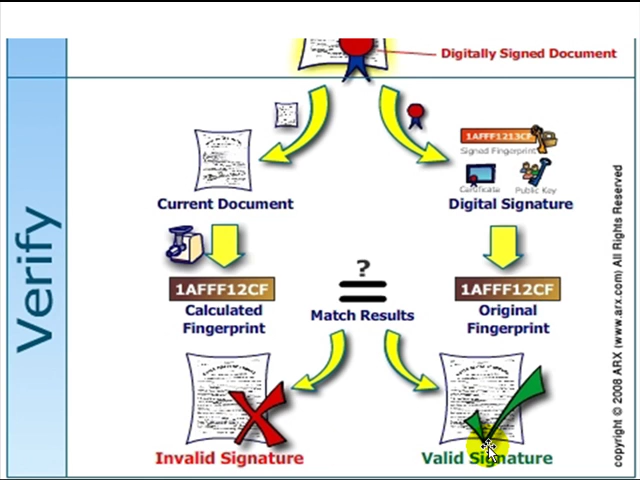 Digitally Signed Document
1AFFF1213CF
Signed Fingerprint
Certificate
Public Key
Current Document
Digital Signature
Verify
?
1AFFF12CF
=
1AFFF12CF
Calculated
Fingerprint
Match Results
Original
Fingerprint
Invalid Signature
Valid Signature
copyright © 2008 ARX (www.arx.com) All Rights Reserved